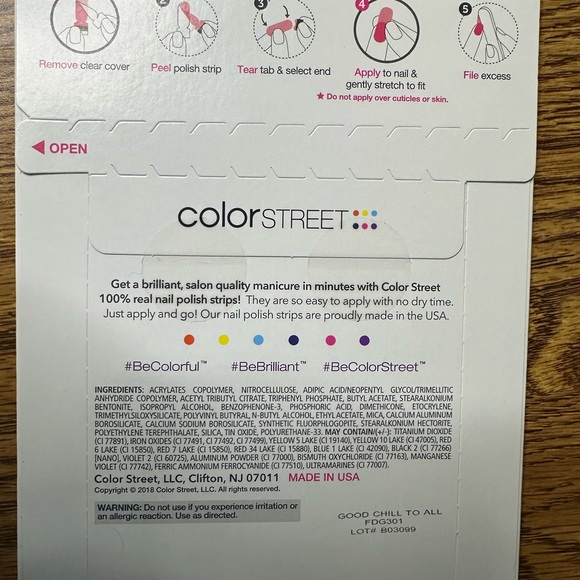 2
3
4
5
Remove clear cover
Peel polish strip
Tear tab & select end
Apply to nail &
gently stretch to fit
★ Do not apply over cuticles or skin.
File excess
◀ OPEN
colorSTREET
Get a brilliant, salon quality manicure in minutes with Color Street
100% real nail polish strips! They are so easy to apply with no dry time.
Just apply and go! Our nail polish strips are proudly made in the USA.
#BeColorful™ #BeBrilliant™ #BeColorStreet™
INGREDIENTS: ACRYLATES COPOLYMER, NITROCELLULOSE, ADIPIC ACID/NEOPENTYL GLYCOL/TRIMELLITIC
ANHYDRIDE COPOLYMER, ACETYL TRIBUTYL CITRATE, TRIPHENYL PHOSPHATE, BUTYL ACETATE, STEARALKONIUM
BENTONITE, ISOPROPYL ALCOHOL, BENZOPHENONE-3, PHOSPHORIC ACID, DIMETHICONE, ETOCRYLENE,
TRIMETHYLSILOXYSILICATE, POLYVINYL BUTYRAL, N-BUTYL ALCOHOL, ETHYL ACETATE, MICA, CALCIUM ALUMINUM
BOROSILICATE, CALCIUM SODIUM BOROSILICATE, SYNTHETIC FLUORPHLOGOPITE, STEARALKONIUM HECTORITE,
POLYETHYLENE TEREPHTHALATE, SILICA, TIN OXIDE, POLYURETHANE-33. MAY CONTAIN(+/-): TITANIUM DIOXIDE
(CI 77891), IRON OXIDES (CI 77491, CI 77492, CI 77499), YELLOW 5 LAKE (CI 19140), YELLOW 10 LAKE (CI 47005), RED
6 LAKE (CI 15850), RED 7 LAKE (CI 15850), RED 34 LAKE (CI 15880), BLUE 1 LAKE (CI 42090), BLACK 2 (CI 77266)
[NANO], VIOLET 2 (CI 60725), ALUMINUM POWDER (CI 77000), BISMUTH OXYCHLORIDE (CI 77163), MANGANESE
VIOLET (CI 77742), FERRIC AMMONIUM FERROCYANIDE (CI 77510), ULTRAMARINES (CI 77007).
Color Street, LLC, Clifton, NJ 07011 MADE IN USA
Copyright © 2018 Color Street, LLC. All rights reserved.
WARNING: Do not use if you experience irritation or
an allergic reaction. Use as directed.
GOOD CHILL TO ALL
FDG301
LOT# B03099